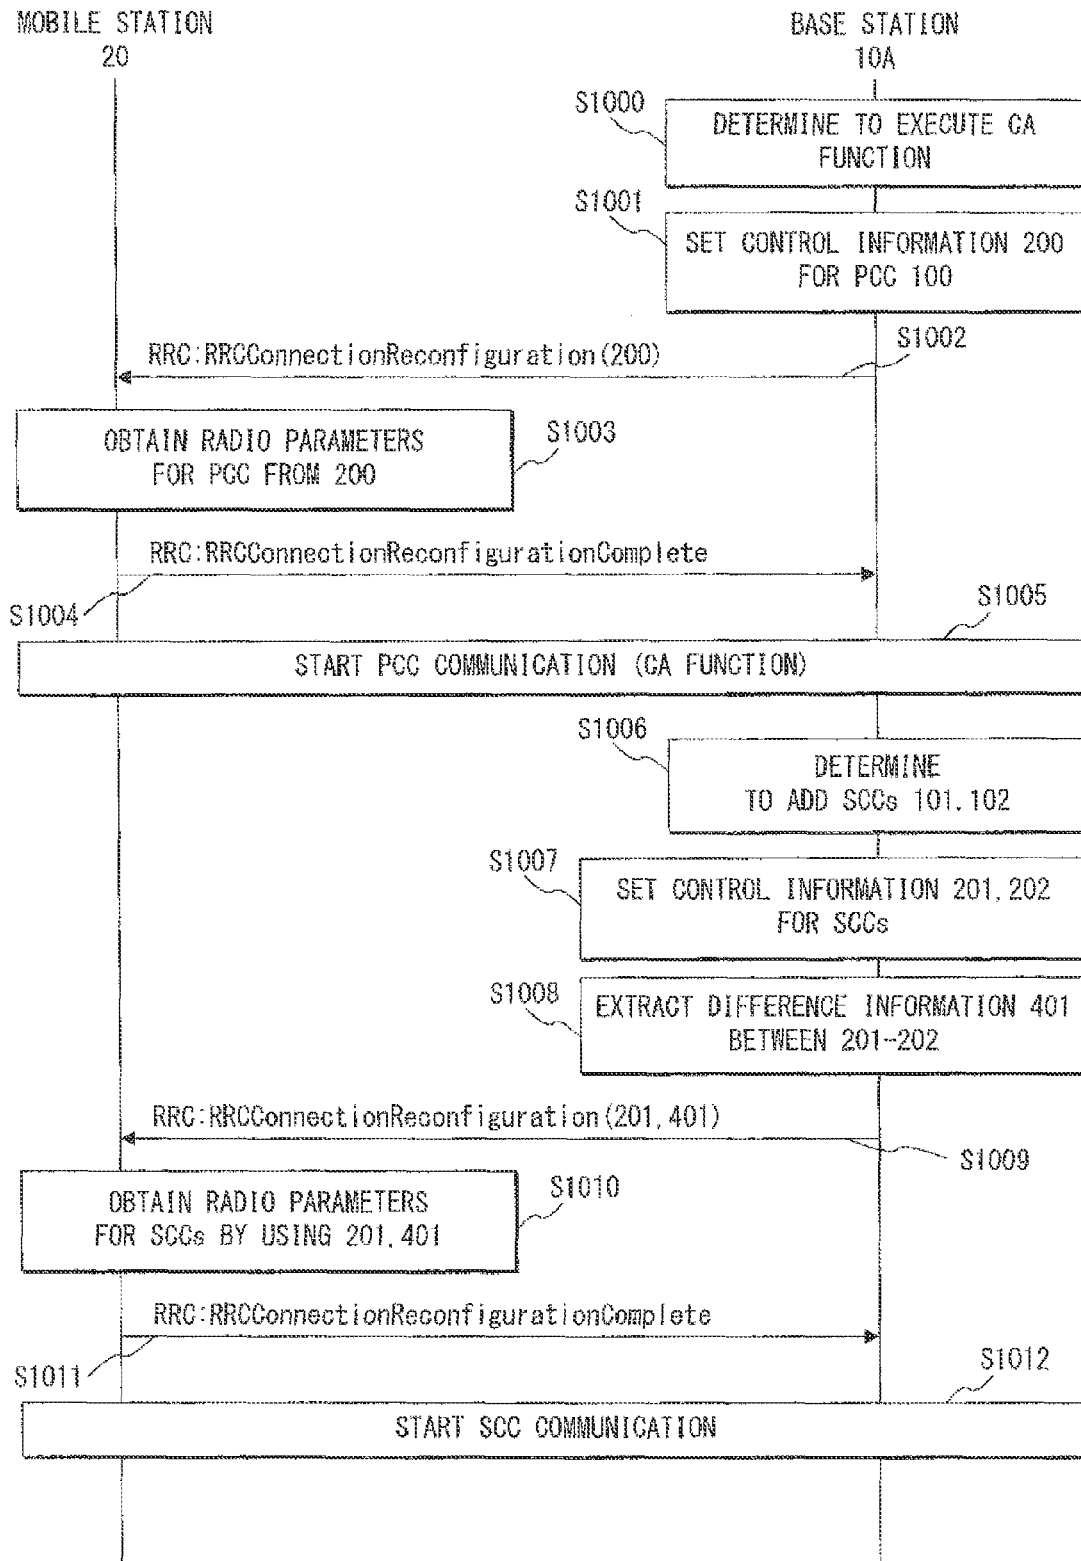 MOBILE STATION
20
BASE STATION
10A
S1000
DETERMINE TO EXECUTE CA
FUNCTION
S1001
SET CONTROL INFORMATION 200
FOR PCC 100
S1002
RRC:RRCConnectionReconfiguration(200)
OBTAIN RADIO PARAMETERS
FOR PCC FROM 200
S1003
RRC:RRCConnectionReconfigurationComplete
S1004
S1005
START PCC COMMUNICATION (CA FUNCTION)
S1006
DETERMINE
TO ADD SCCs 101,102
S1007
SET CONTROL INFORMATION 201,202
FOR SCCs
S1008
EXTRACT DIFFERENCE INFORMATION 401
BETWEEN 201-202
RRC:RRCConnectionReconfiguration(201,401)
S1009
OBTAIN RADIO PARAMETERS
FOR SCCs BY USING 201,401
S1010
RRC:RRCConnectionReconfigurationComplete
S1011
S1012
START SCC COMMUNICATION